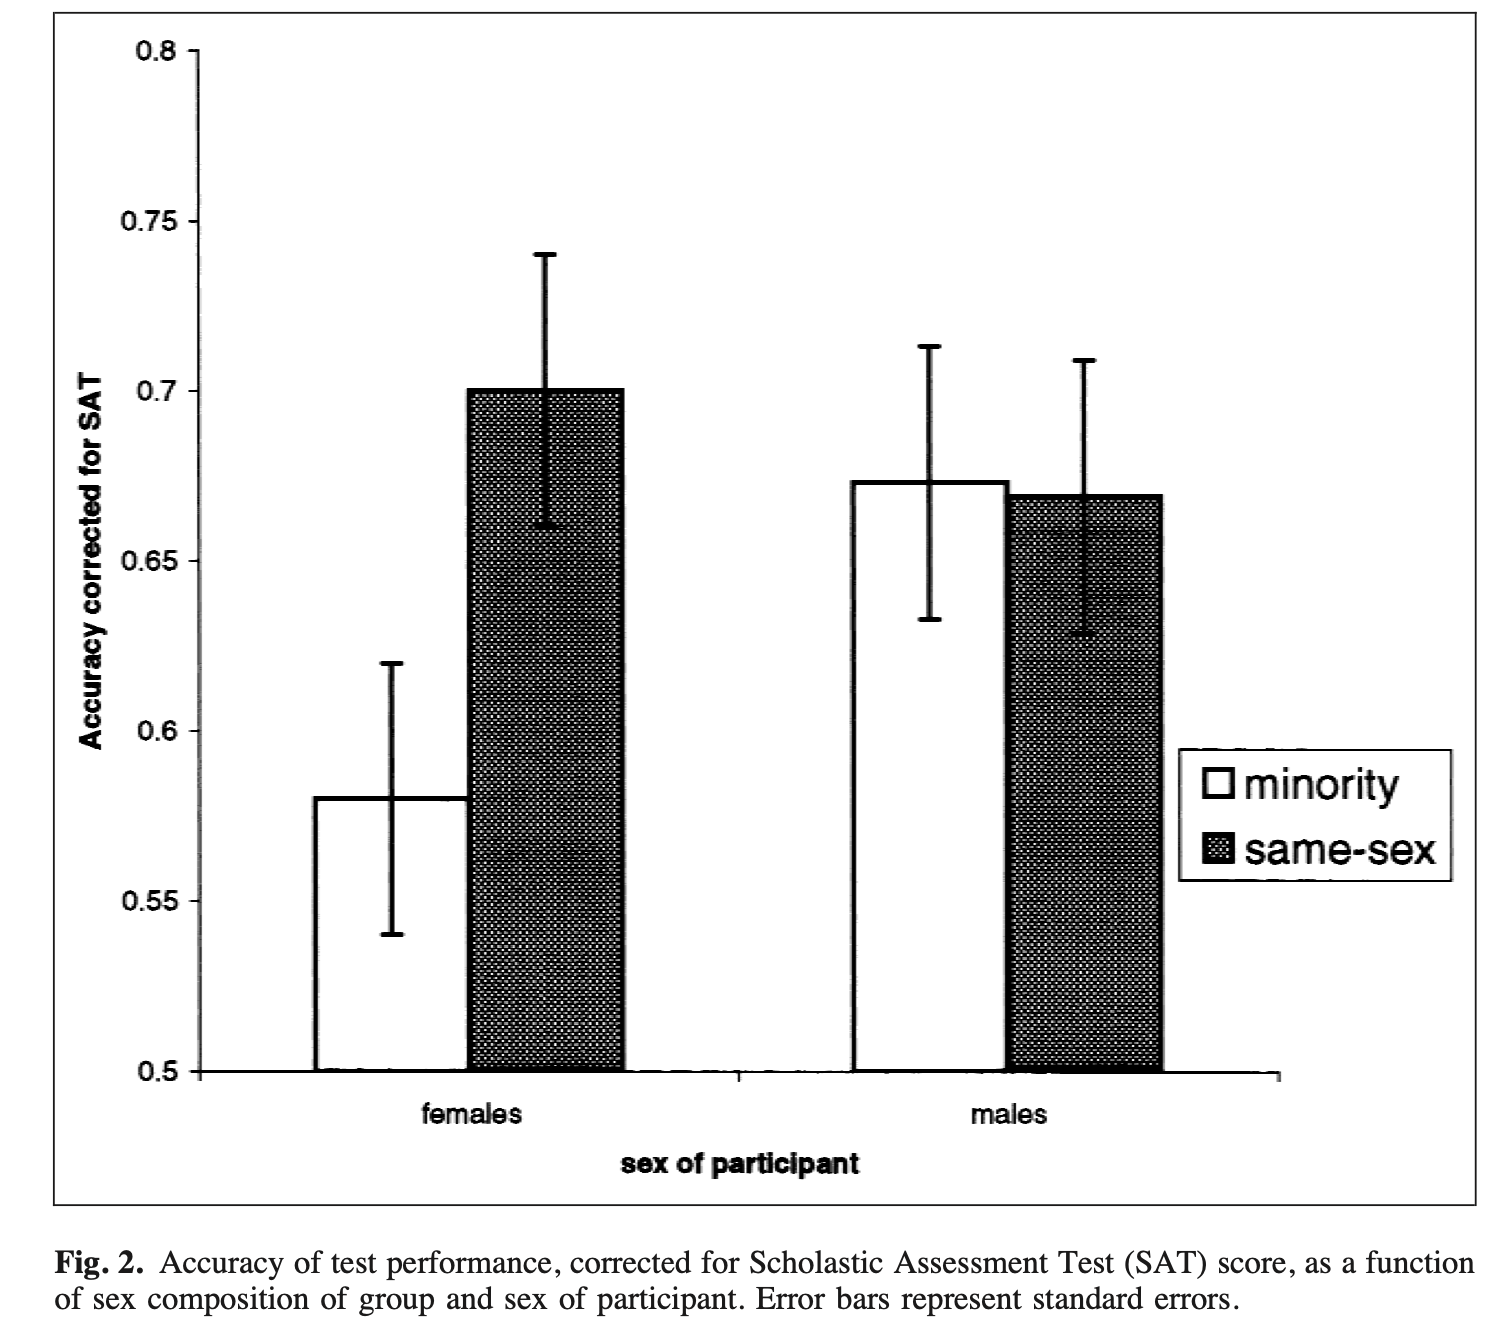 0.8
0.75
0.7
0.65
0.6
0.55
0.5
Accuracy corrected for SAT
minority
same-sex
females males
sex of participant
Fig. 2. Accuracy of test performance, corrected for Scholastic Assessment Test (SAT) score, as a function
of sex composition of group and sex of participant. Error bars represent standard errors.